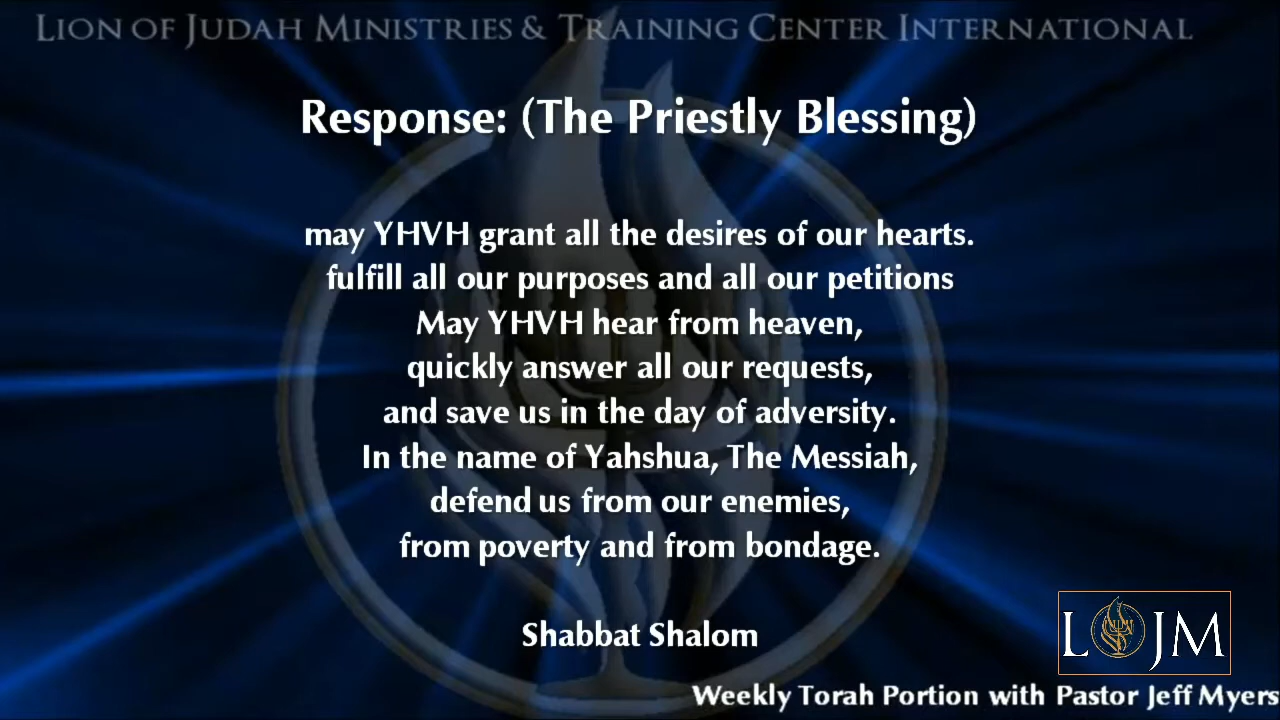 LION OF JUDAH MINISTRIES & TRAINING CENTER INTERNATIONAL
Response: (The Priestly Blessing)
may YHVH grant all the desires of our hearts.
fulfill all our purposes and all our petitions
May YHVH hear from heaven,
quickly answer all our requests,
and save us in the day of adversity.
In the name of Yahshua, The Messiah,
defend us from our enemies,
from poverty and from bondage.
Shabbat Shalom
LOJM
Weekly Torah Portion with Pastor Jeff Myers